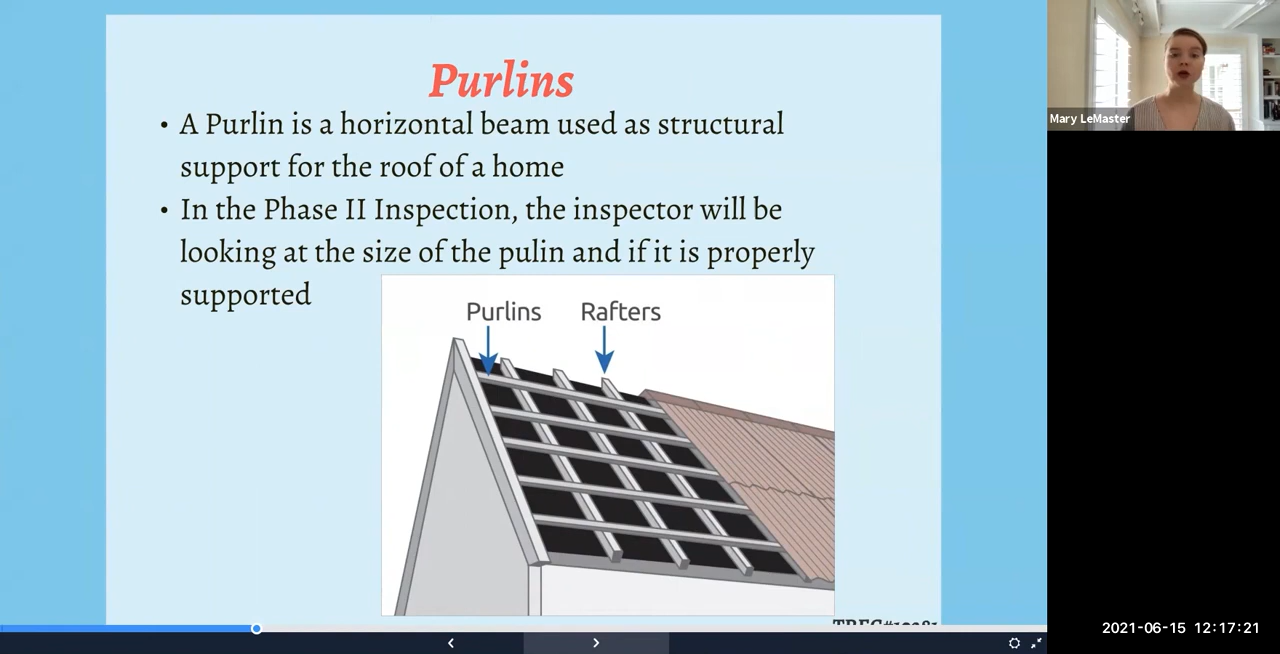 Purlins
• A Purlin is a horizontal beam used as structural
support for the roof of a home
• In the Phase II Inspection, the inspector will be
looking at the size of the pulin and if it is properly
supported
Purlins Rafters
Mary LeMaster
2021-06-15 12:17:21